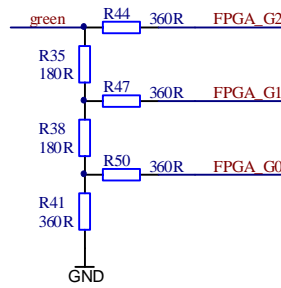 R44
green 360R FPGA_G2
R35
180R
R47
360R FPGA_G1
R38
180R
R50
360R FPGA_G0
R41
360R
GND